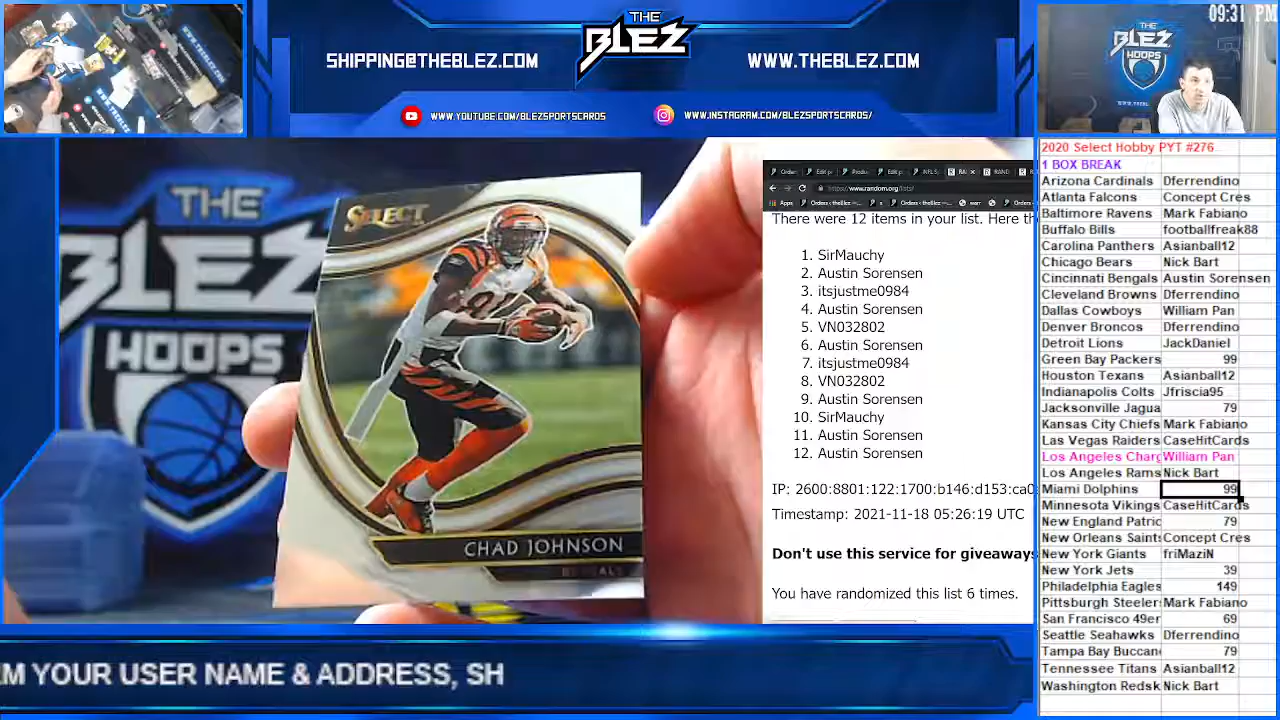 09:31 PM
THE
BLEZ
SHIPPING@THEBLEZ.COM
WWW.THEBLEZ.COM
WWW.YOUTUBE.COM/BLEZSPORTSCARDS
WWW.INSTAGRAM.COM/BLEZSPORTSCARDS/
THE
BLEZ
HOOPS
THE
BLEZ
HOOPS
SELECT
CHAD JOHNSON
BENGALS
https://www.random.org/lists/
There were 12 items in your list. Here th
1. SirMauchy
2. Austin Sorensen
3. itsjustme0984
4. Austin Sorensen
5. VN032802
6. Austin Sorensen
7. itsjustme0984
8. VN032802
9. Austin Sorensen
10. SirMauchy
11. Austin Sorensen
12. Austin Sorensen
IP: 2600:8801:122:1700:b146:d153:ca0
Timestamp: 2021-11-18 05:26:19 UTC
Don't use this service for giveaways
You have randomized this list 6 times.
2020 Select Hobby PYT #276
1 BOX BREAK
Arizona Cardinals Dferrendino
Atlanta Falcons Concept Cres
Baltimore Ravens Mark Fabiano
Buffalo Bills footballfreak88
Carolina Panthers Asianball12
Chicago Bears Nick Bart
Cincinnati Bengals Austin Sorensen
Cleveland Browns Dferrendino
Dallas Cowboys William Pan
Denver Broncos Dferrendino
Detroit Lions JackDaniel
Green Bay Packers 99
Houston Texans Asianball12
Indianapolis Colts Jfriscia95
Jacksonville Jagua 79
Kansas City Chiefs Mark Fabiano
Las Vegas Raiders CaseHitCards
Los Angeles Charg William Pan
Los Angeles Rams Nick Bart
Miami Dolphins 99
Minnesota Vikings CaseHitCards
New England Patric 79
New Orleans Saints Concept Cres
New York Giants friMaziN
New York Jets 39
Philadelphia Eagles 149
Pittsburgh Steelers Mark Fabiano
San Francisco 49er 69
Seattle Seahawks Dferrendino
Tampa Bay Buccan 79
Tennessee Titans Asianball12
Washington Redsk Nick Bart
IM YOUR USER NAME & ADDRESS, SH